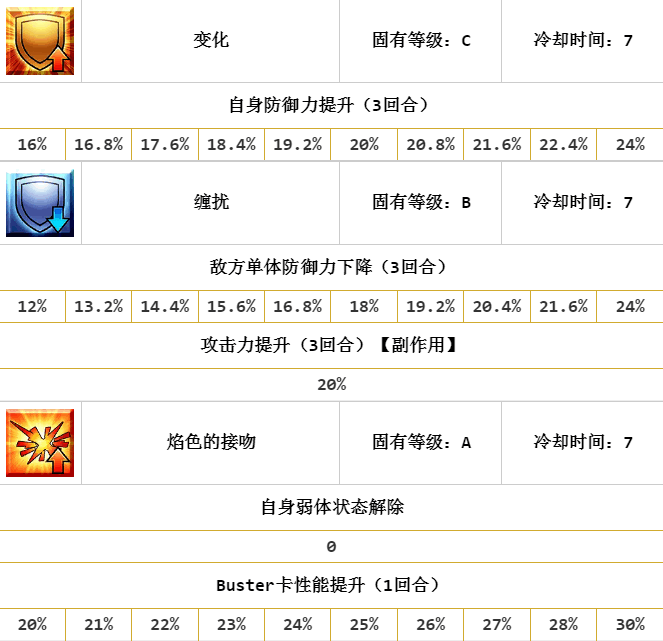 变化 固有等级: C 冷却时间: 7
自身防御力提升（3回合）
16% 16.8% 17.6% 18.4% 19.2% 20% 20.8% 21.6% 22.4% 24%
缠扰 固有等级: B 冷却时间: 7
敌方单体防御力下降（3回合）
12% 13.2% 14.4% 15.6% 16.8% 18% 19.2% 20.4% 21.6% 24%
攻击力提升（3回合）【副作用】
20%
焰色的接吻 固有等级: A 冷却时间: 7
自身弱体状态解除
0
Buster卡性能提升（1回合）
20% 21% 22% 23% 24% 25% 26% 27% 28% 30%